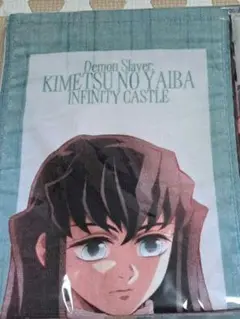 Demon Slayer:
KIMETSU NO YAIBA
INFINITY CASTLE